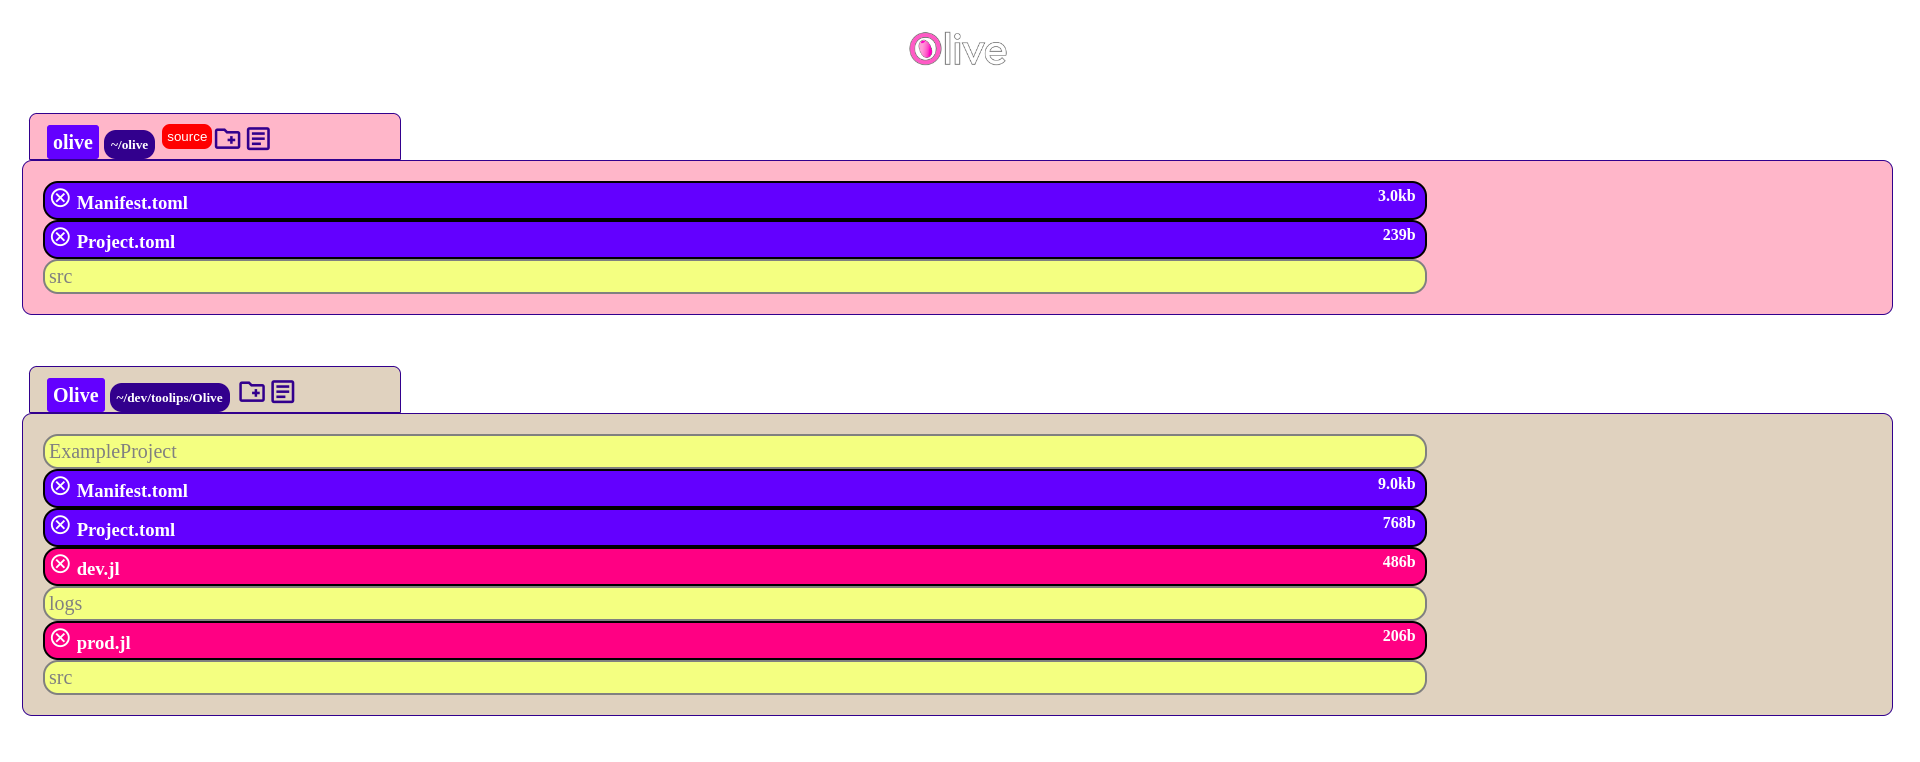 Olive
olive ~/olive source
Manifest.toml 3.0kb
Project.toml 239b
src
Olive ~/dev/toolips/Olive
ExampleProject
Manifest.toml 9.0kb
Project.toml 768b
dev.jl 486b
logs
prod.jl 206b
src